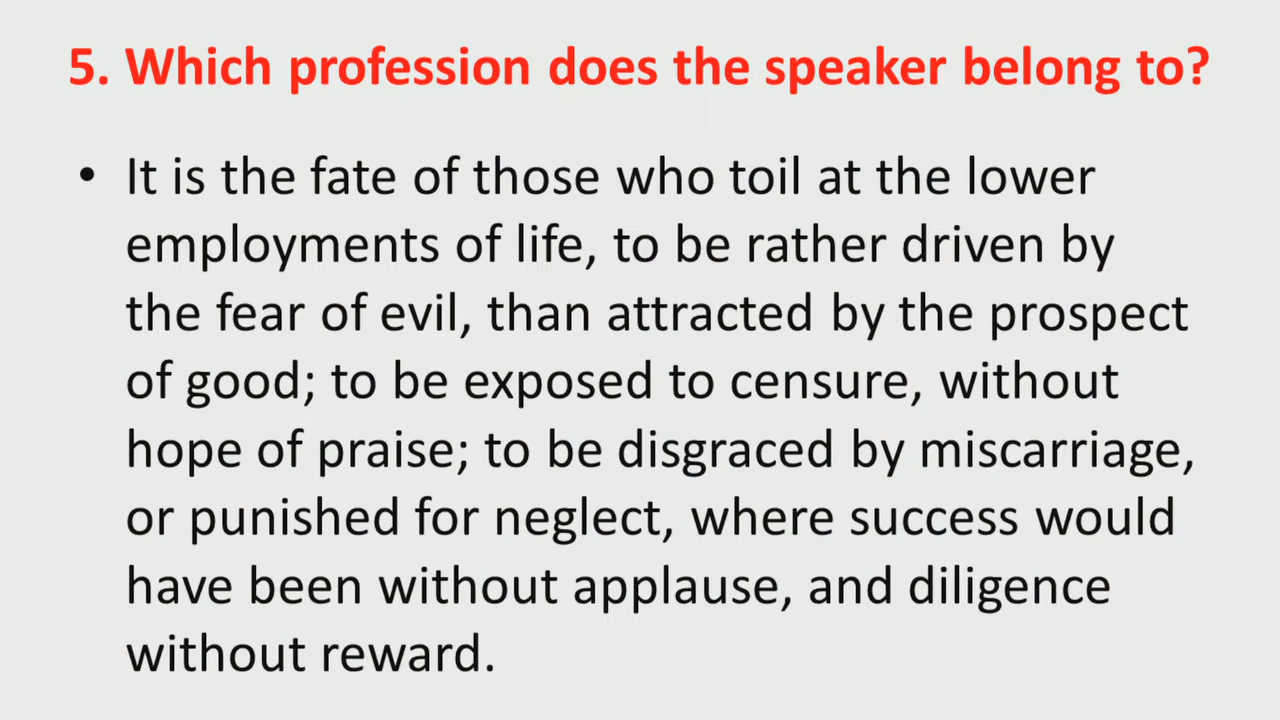 5. Which profession does the speaker belong to?
• It is the fate of those who toil at the lower
employments of life, to be rather driven by
the fear of evil, than attracted by the prospect
of good; to be exposed to censure, without
hope of praise; to be disgraced by miscarriage,
or punished for neglect, where success would
have been without applause, and diligence
without reward.